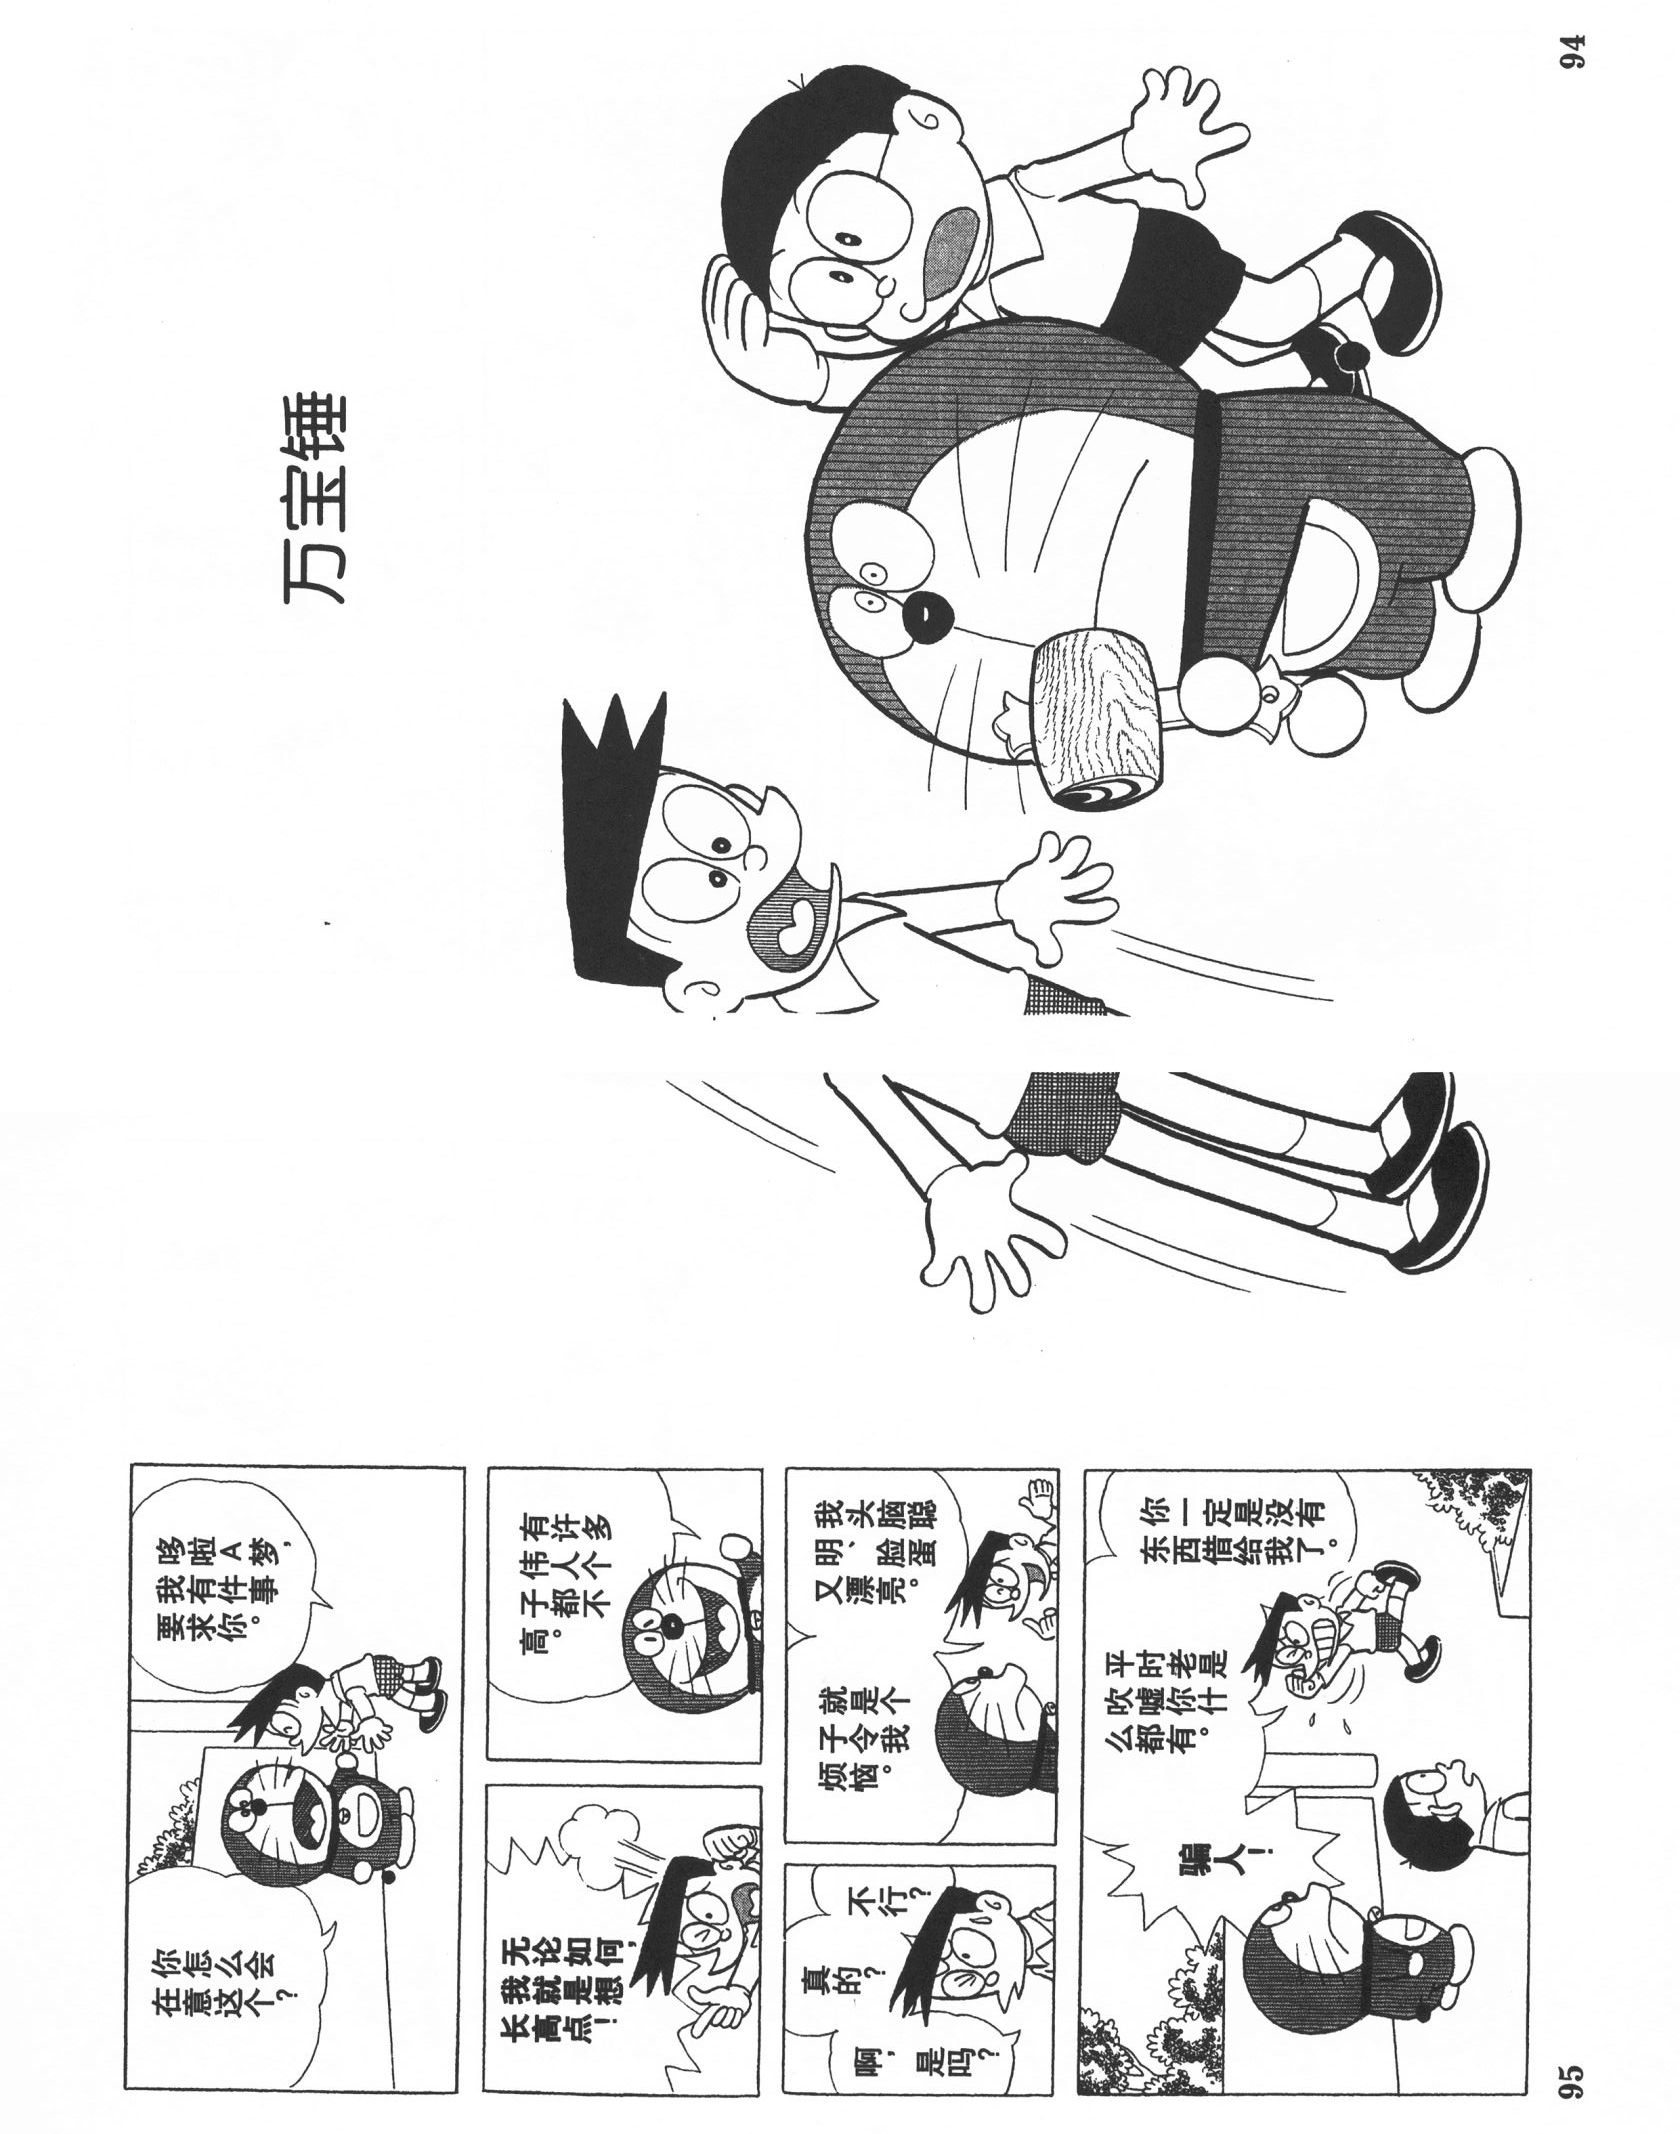 94
万宝锤
哆啦A梦，
我有件事
要求你。
你怎么会
在意这个？
有许多
伟人个
子都不
高。
无论如何，
我就是想
长高点！
我头脑聪
明、脸蛋
又漂亮。
就是个
子令我
烦恼。
不行？
真的？
啊，是吗？
你一定是没有
东西借给我了。
平时老是
吹嘘你什
么都有。
骗人！
95